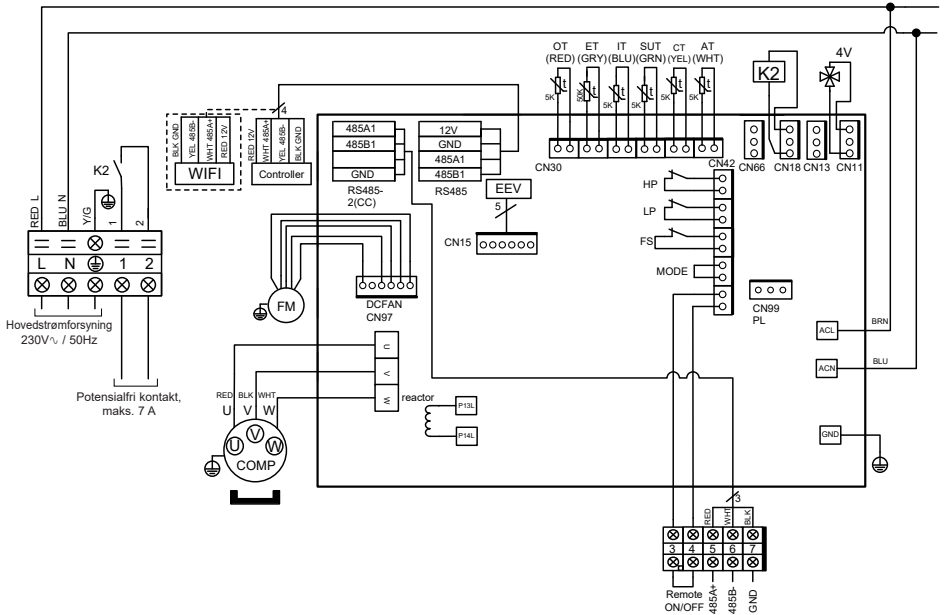 OT ET IT SUT CT AT
(RED) (GRY) (BLU) (GRN) (YEL) (WHT)
t t t t t t
5K 50K 5K 5K 5K 5K
K2
4V
4
BLK GND
YEL 485B-
WHT 485A+
RED 12V
WIFI
RED 12V
WHT 485A+
YEL 485B-
BLK GND
Controller
485A1
485B1
GND
RS485-
2(CC)
12V
GND
485A1
485B1
RS485
CN30
CN42
CN66
CN18
CN13
CN11
EEV
5
CN15
HP
LP
FS
MODE
CN99
PL
K2
RED L
BLU N
Y/G
1
2
L N 1 2
Hovedstrømforsyning
230V∿ / 50Hz
Potensialfri kontakt,
maks. 7 A
FM
DCFAN
CN97
U
V
W
RED BLK WHT
U V W
U V W
COMP
reactor
P13L
P14L
ACL
BRN
ACN
BLU
GND
3
RED
WHT
BLK
3 4 5 6 7
Remote
ON/OFF
485A+
485B-
GND